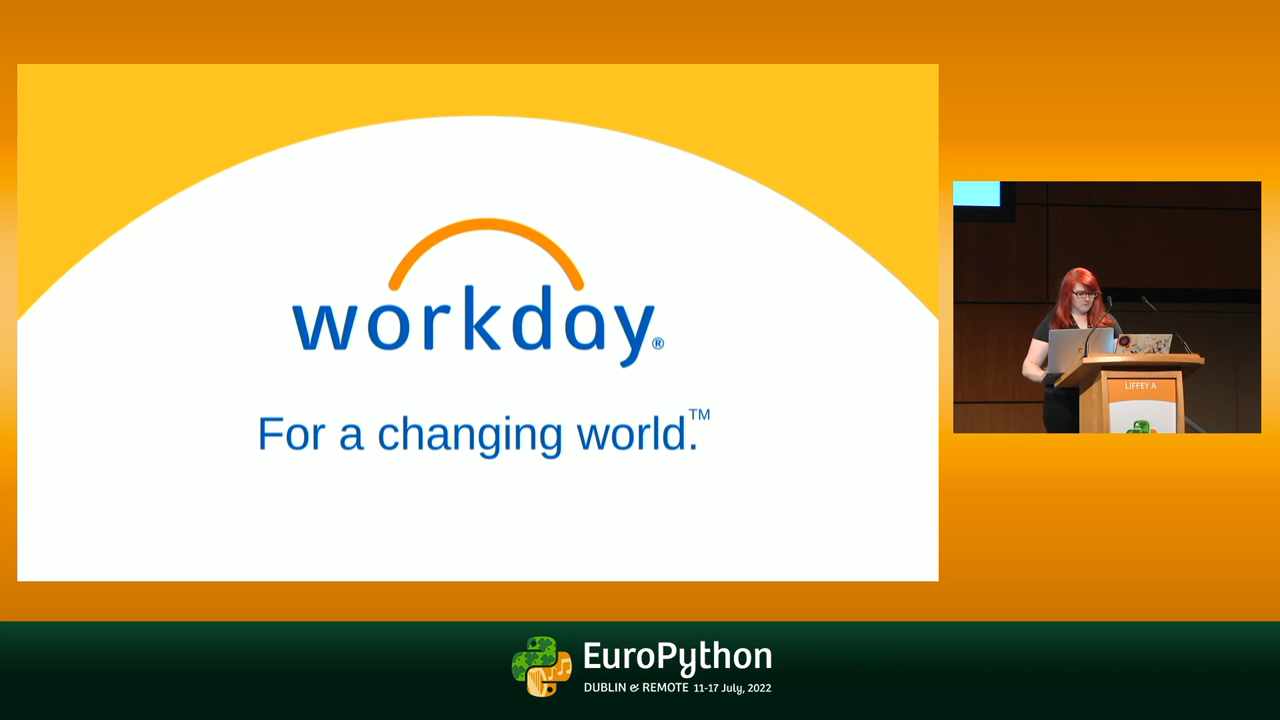 workday®
For a changing world.™
LIFFEY A
EuroPython
DUBLIN & REMOTE 11-17 July, 2022